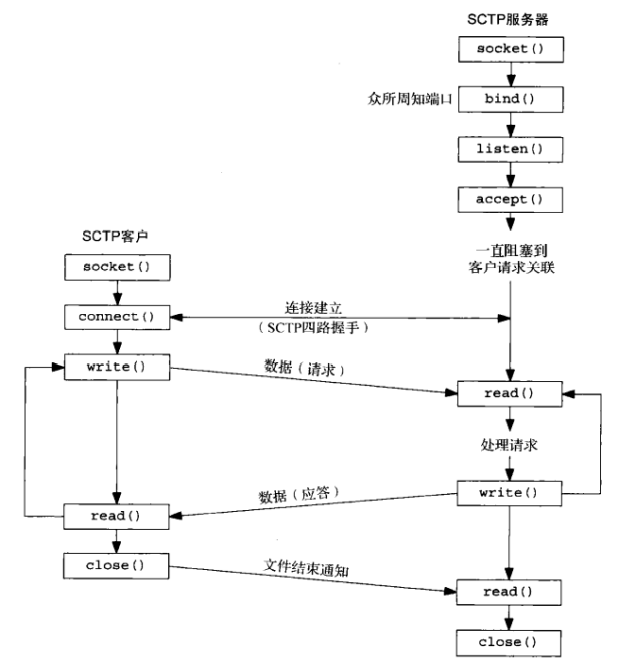 SCTP服务器
socket()
众所周知端口
bind()
listen()
accept()
一直阻塞到
客户请求关联
SCTP客户
socket()
connect()
连接建立
（SCTP四路握手）
write()
数据（请求）
read()
处理请求
write()
数据（应答）
read()
close()
文件结束通知
read()
close()